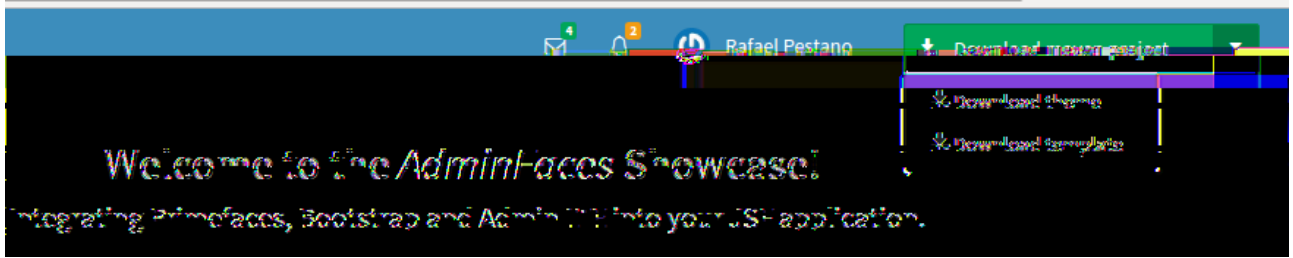 4
2
Rafael Pestano
Download maven project
Download theme
Download template
Welcome to the AdminFaces Showcase!
Integrating Primefaces, Bootstrap and Admin into your JSF application.